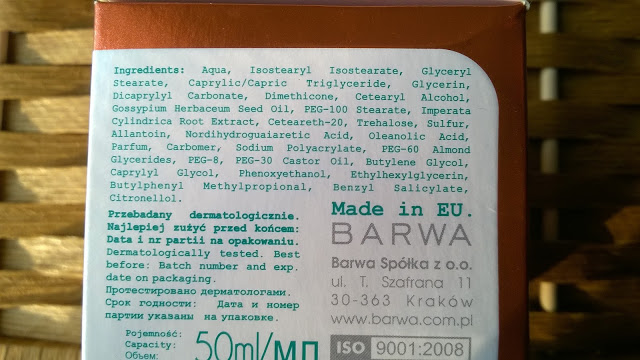 Ingredients: Aqua, Isostearyl Isostearate, Glyceryl
Stearate, Caprylic/Capric Triglyceride, Glycerin,
Dicaprylyl Carbonate, Dimethicone, Cetearyl Alcohol,
Gossypium Herbaceum Seed Oil, PEG-100 Stearate, Imperata
Cylindrica Root Extract, Ceteareth-20, Trehalose, Sulfur,
Allantoin, Nordihydroguaiaretic Acid, Oleanolic Acid,
Parfum, Carbomer, Sodium Polyacrylate, PEG-60 Almond
Glycerides, PEG-8, PEG-30 Castor Oil, Butylene Glycol,
Caprylyl Glycol, Phenoxyethanol, Ethylhexylglycerin,
Butylphenyl Methylpropional, Benzyl Salicylate,
Citronellol.
Przebadany dermatologicznie.
Najlepiej zużyć przed końcem:
Data i nr partii na opakowaniu.
Dermatologically tested. Best
before: Batch number and exp.
date on packaging.
Протестировано дерматологами.
Срок годности: Дата и номер
партии указаны на упаковке.
Made in EU.
BARWA
Barwa Spółka z o.o.
ul. T. Szafrana 11
30-363 Kraków
www.barwa.com.pl
ISO 9001:2008
Pojemność:
Capacity:
Объем:
50ml/мл